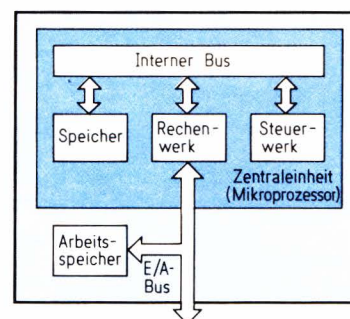 Interner Bus
Speicher
Rechen-
werk
Steuer-
werk
Zentraleinheit
(Mikroprozessor)
Arbeits-
speicher
E/A-
Bus